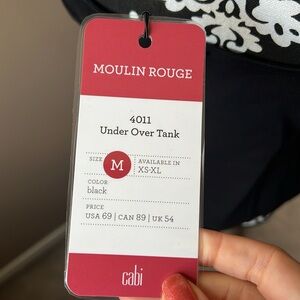 MOULIN ROUGE
4011
Under Over Tank
SIZE M AVAILABLE IN
XS-XL
COLOR
black
PRICE
USA 69 | CAN 89 | UK 54
cabi